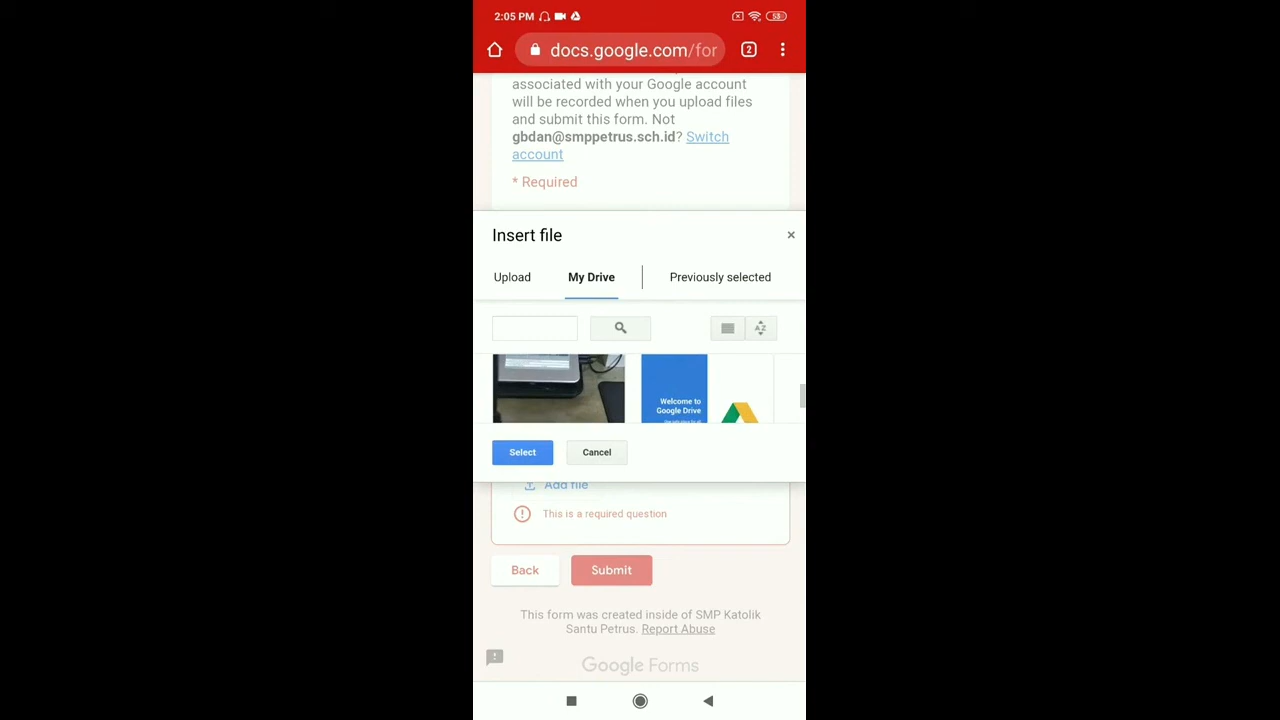 2:05 PM
53
docs.google.com/for
2
associated with your Google account
will be recorded when you upload files
and submit this form. Not
gbdan@smppetrus.sch.id? Switch
account
* Required
Insert file
×
Upload
My Drive
Previously selected
AZ
Welcome to
Google Drive
Select
Cancel
Add file
This is a required question
Back
Submit
This form was created inside of SMP Katolik
Santu Petrus. Report Abuse
Google Forms